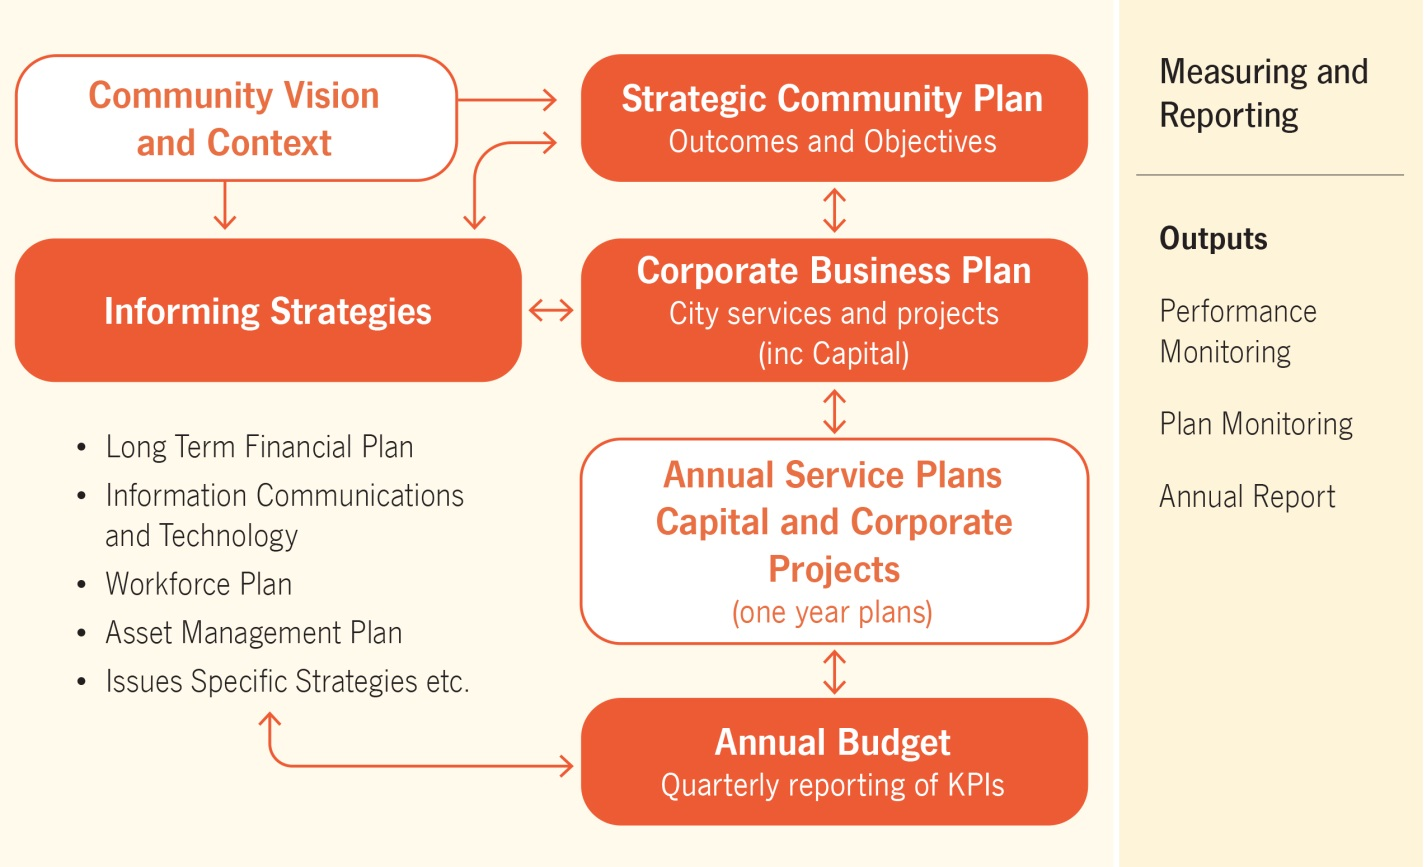 Community Vision
and Context
Strategic Community Plan
Outcomes and Objectives
Informing Strategies
Corporate Business Plan
City services and projects
(inc Capital)
• Long Term Financial Plan
• Information Communications
and Technology
• Workforce Plan
• Asset Management Plan
• Issues Specific Strategies etc.
Annual Service Plans
Capital and Corporate
Projects
(one year plans)
Annual Budget
Quarterly reporting of KPIs
Measuring and
Reporting
Outputs
Performance
Monitoring
Plan Monitoring
Annual Report